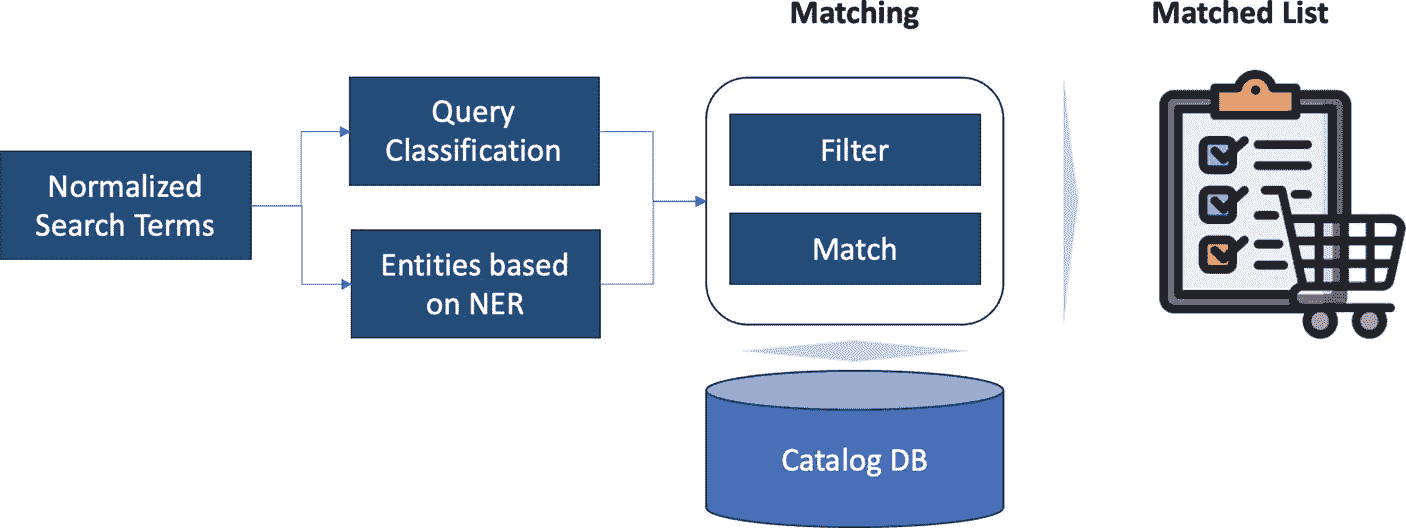 Matching
Matched List
Normalized
Search Terms
Query
Classification
Entities based
on NER
Filter
Match
Catalog DB